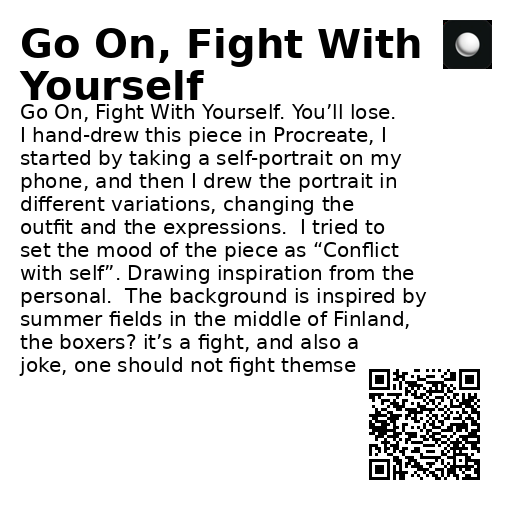 Go On, Fight With
Yourself
Go On, Fight With Yourself. You’ll lose.
I hand-drew this piece in Procreate, I
started by taking a self-portrait on my
phone, and then I drew the portrait in
different variations, changing the
outfit and the expressions.  I tried to
set the mood of the piece as “Conflict
with self”. Drawing inspiration from the
personal.  The background is inspired by
summer fields in the middle of Finland,
the boxers? it’s a fight, and also a
joke, one should not fight themse